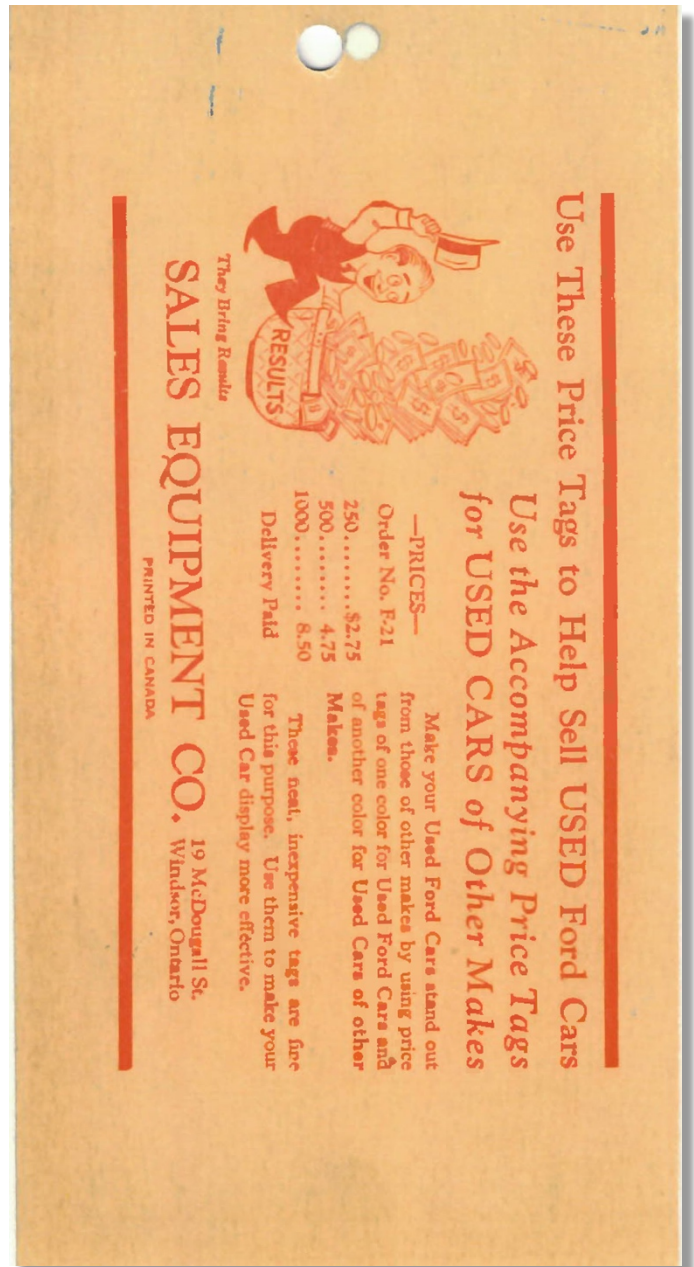 Use These Price Tags to Help Sell USED Ford Cars
Use the Accompanying Price Tags
for USED CARS of Other Makes
RESULTS
They Bring Results
—PRICES—
Order No. F-21
250........$2.75
500....... 4.75
1000........ 8.50
Delivery Paid
Make your Used Ford Cars stand out
from those of other makes by using price
tags of one color for Used Ford Cars and
of another color for Used Cars of other
Makes.
These neat, inexpensive tags are fine
for this purpose. Use them to make your
Used Car display more effective.
SALES EQUIPMENT CO.
19 McDougall St.
Windsor, Ontario
PRINTED IN CANADA